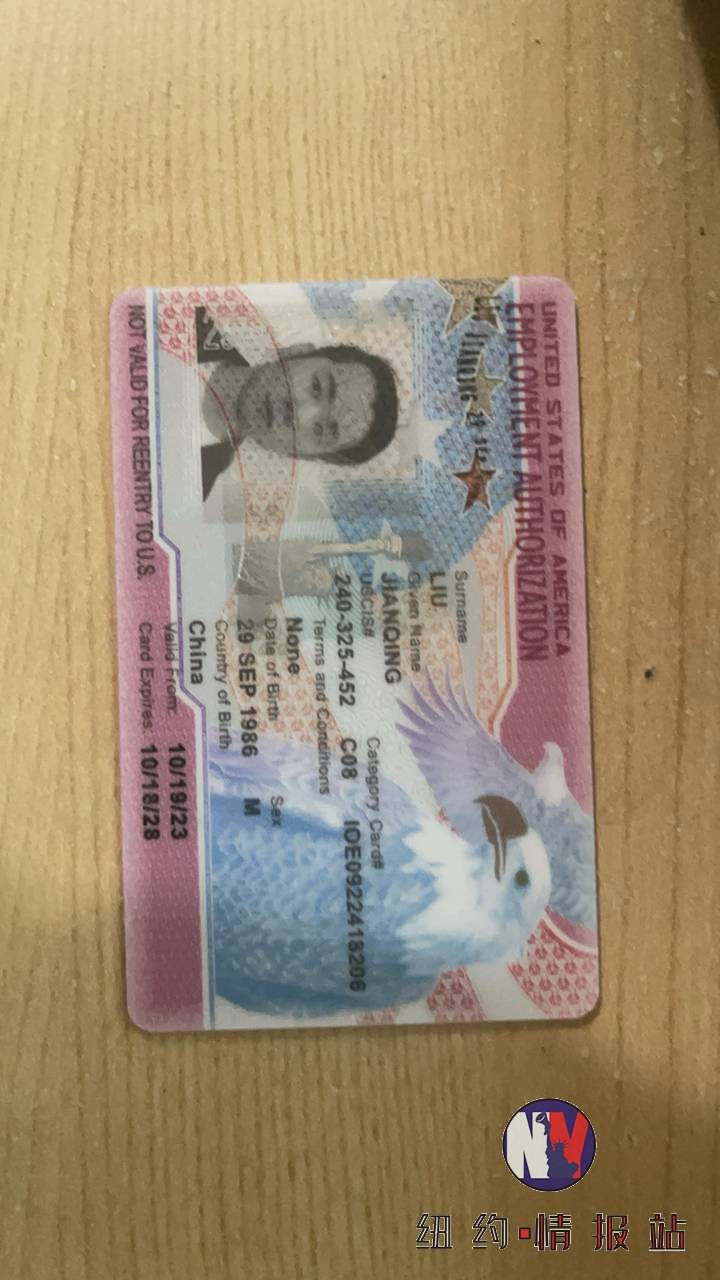 UNITED STATES OF AMERICA
EMPLOYMENT AUTHORIZATION
Surname
LIU
Given Name
JIANQING
USCIS# Category Card#
240-325-452 C08 IOE0922418206
Terms and Conditions
None
Date of Birth Sex
29 SEP 1986 M
Country of Birth
China
Valid From: 10/19/23
Card Expires: 10/18/28
NOT VALID FOR REENTRY TO U.S.
NY
纽约·情报站